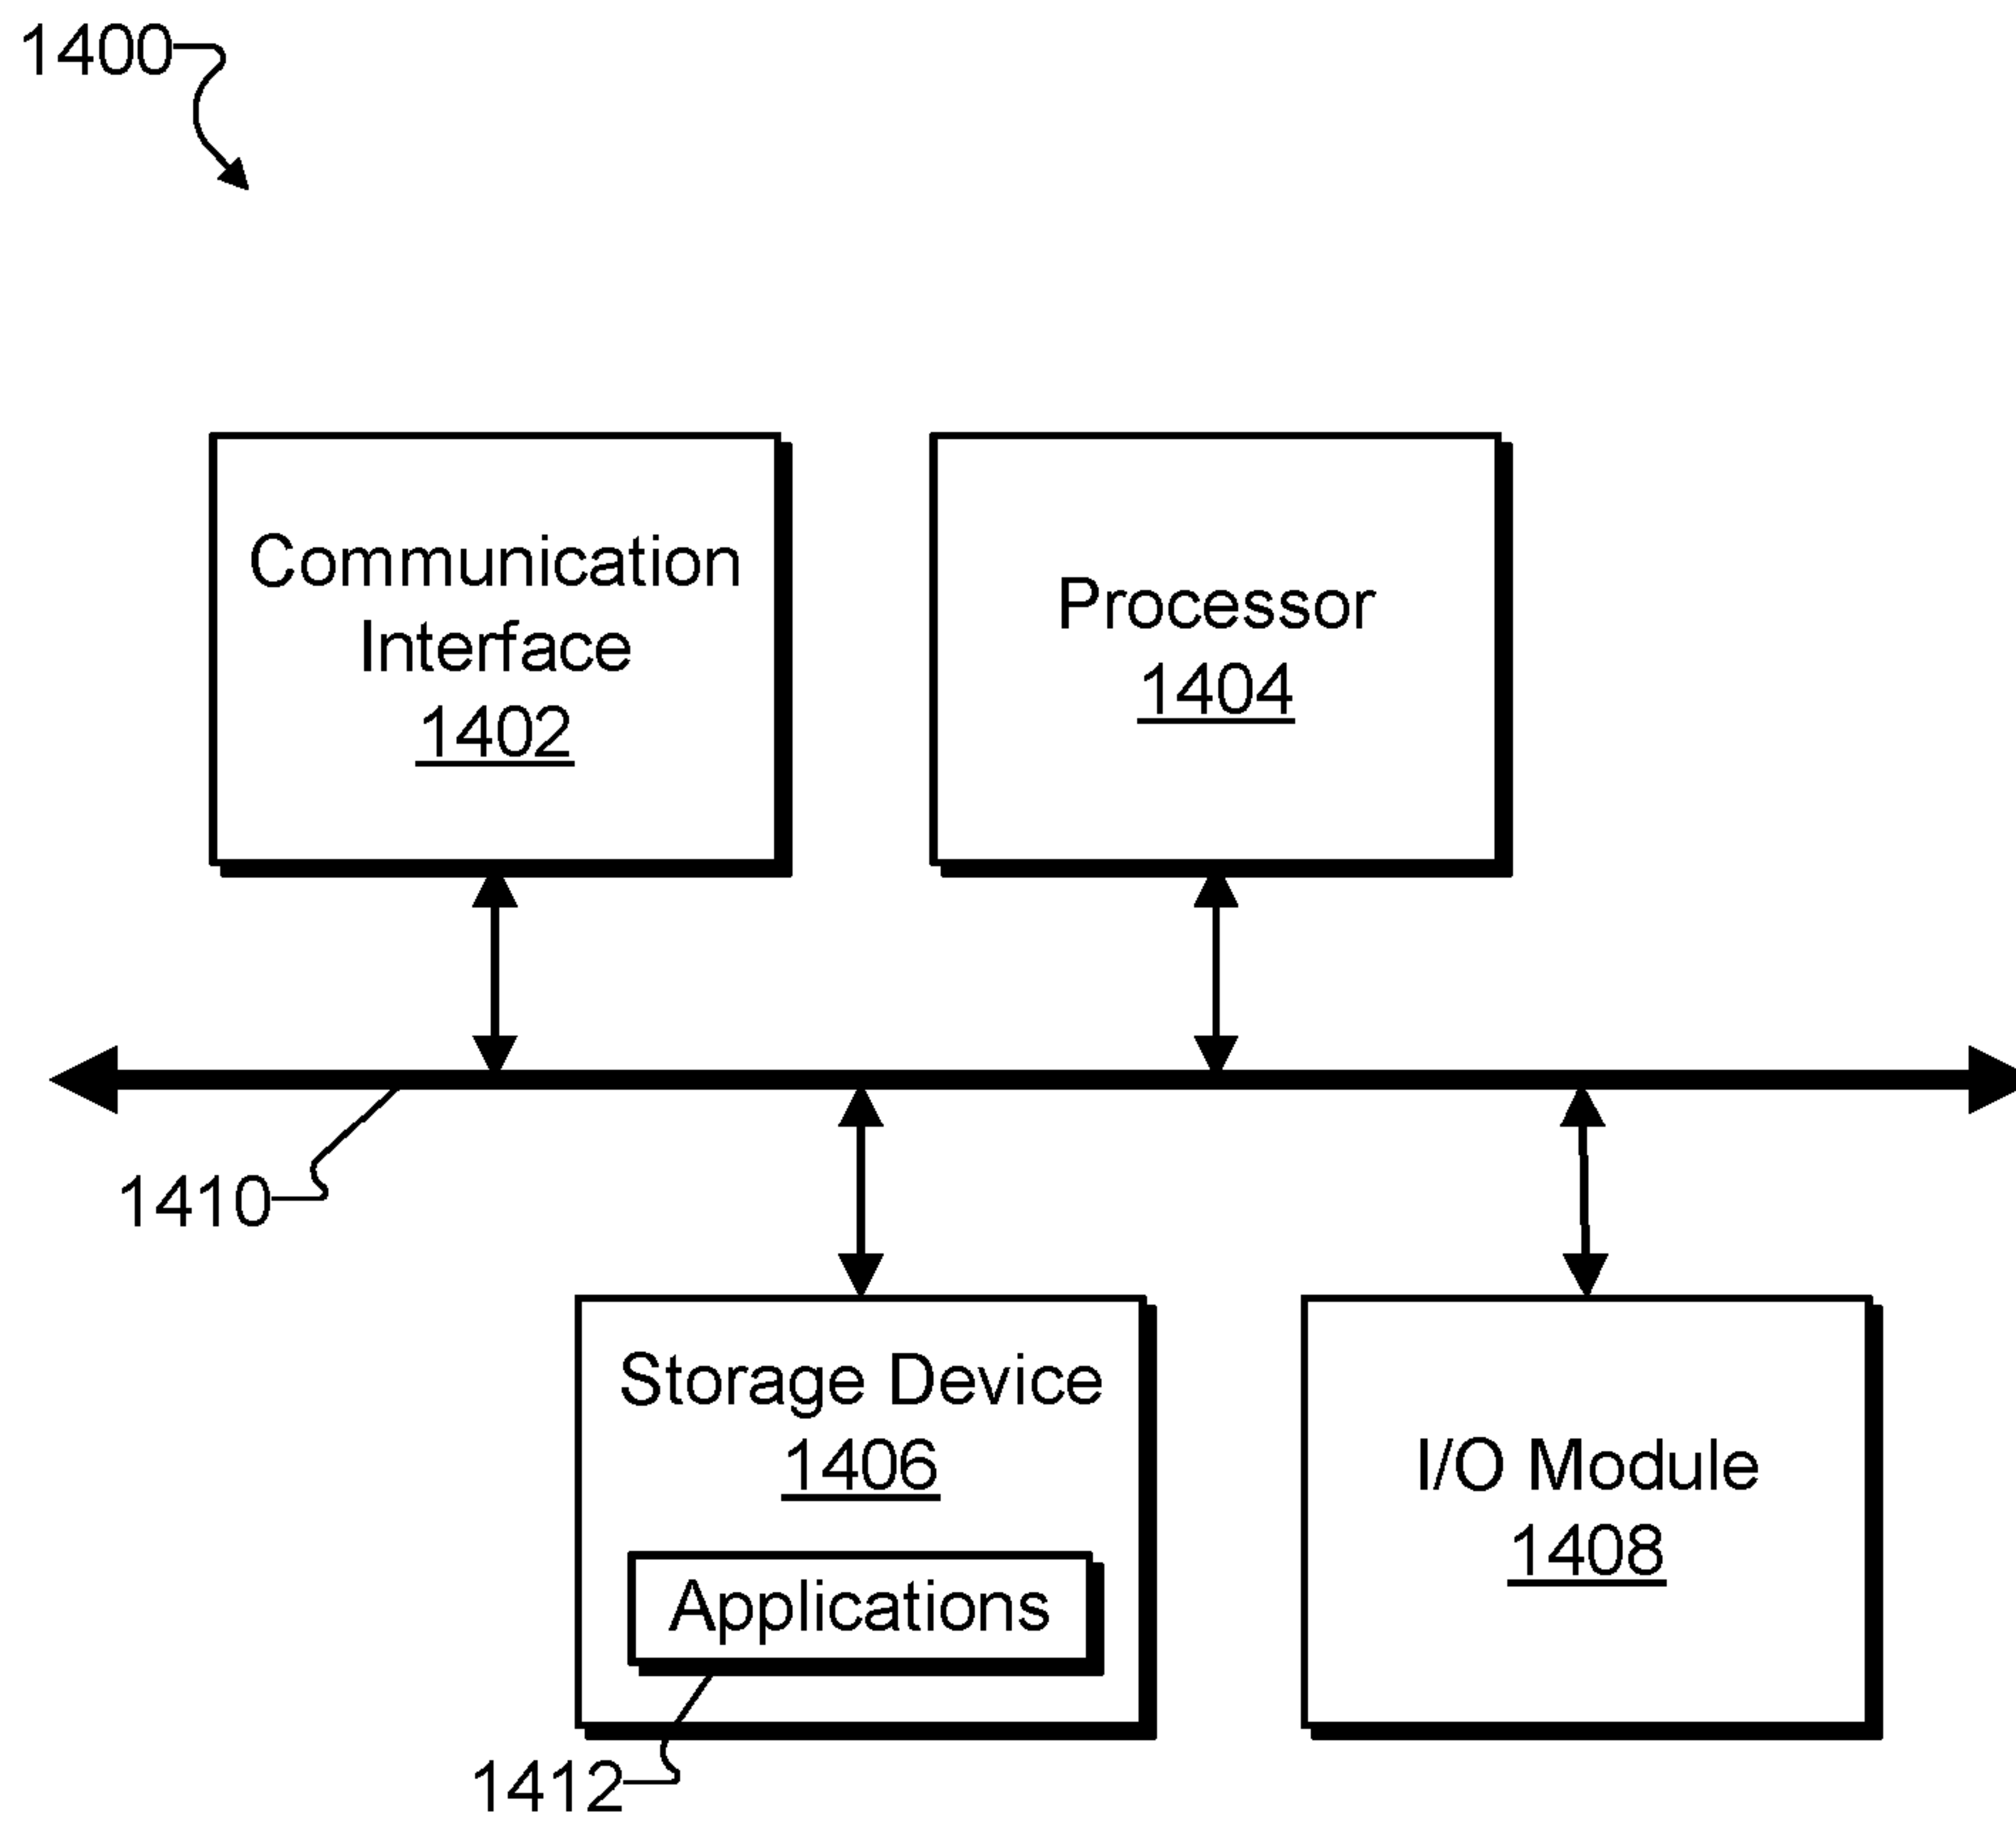 1400
Communication
Interface
1402
Processor
1404
1410
Storage Device
1406
Applications
1412
I/O Module
1408